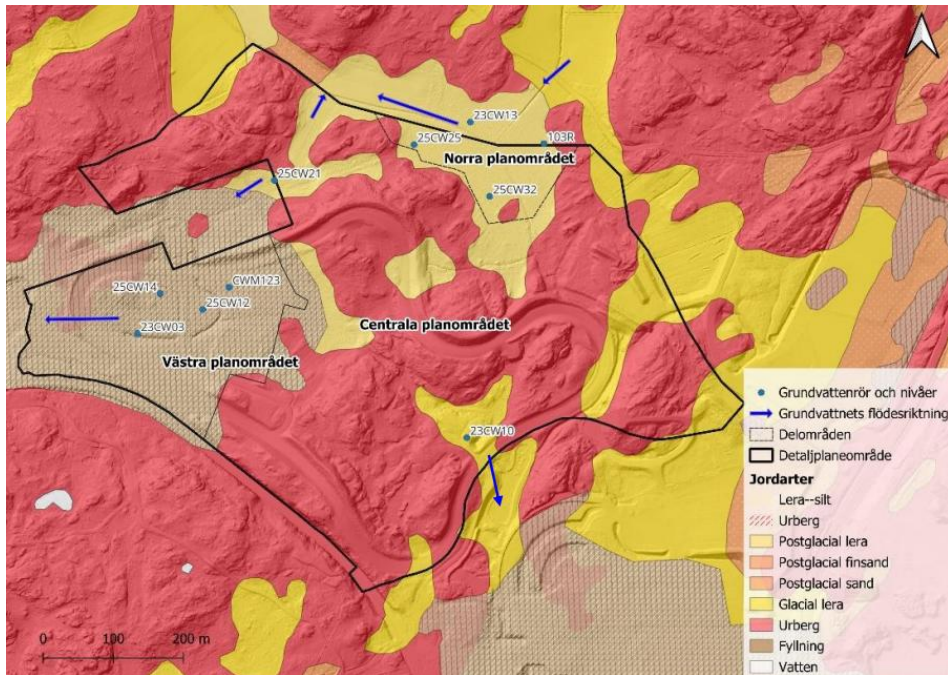 23CW13
25CW25
103R
Norra planområdet
25CW21
25CW32
CWM123
25CW14
25CW12
Centrala planområdet
23CW03
Västra planområdet
23CW10
Grundvattenrör och nivåer
Grundvattnets flödesriktning
Delområden
Detaljplaneområde
Jordarter
Lera--silt
Urberg
Postglacial lera
Postglacial finsand
Postglacial sand
Glacial lera
Urberg
Fyllning
Vatten
0 100 200 m